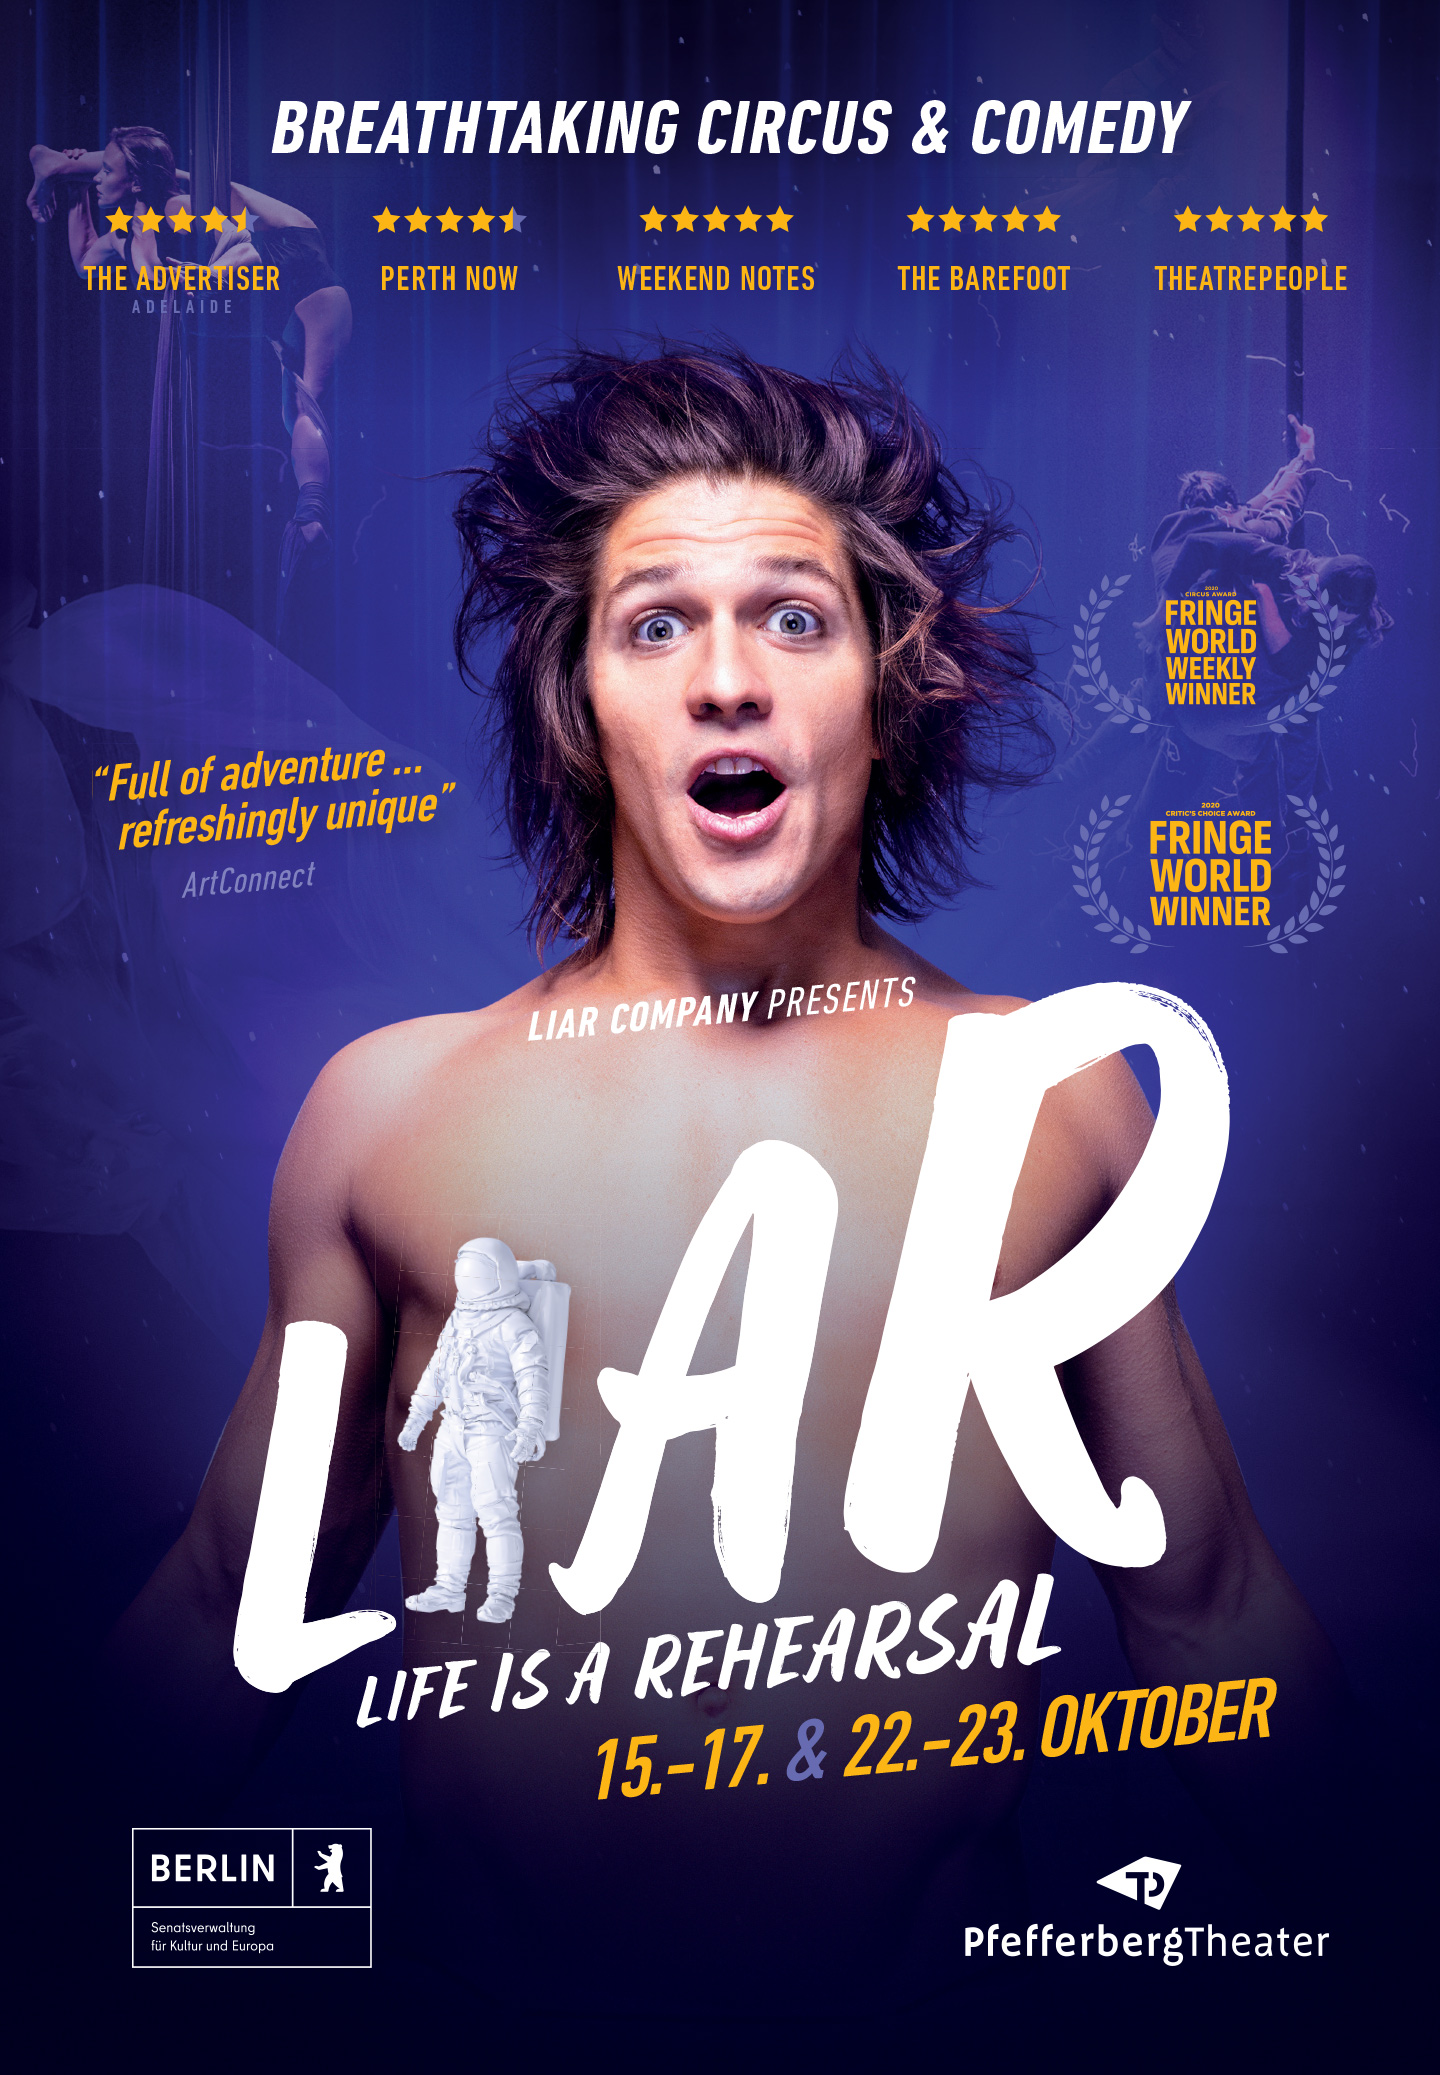 BREATHTAKING CIRCUS & COMEDY
THE ADVERTISER
ADELAIDE
PERTH NOW
WEEKEND NOTES
THE BAREFOOT
THEATREPEOPLE
2020
CIRCUS AWARD
FRINGE
WORLD
WEEKLY
WINNER
“Full of adventure ...
refreshingly unique”
ArtConnect
2020
CRITIC'S CHOICE AWARD
FRINGE
WORLD
WINNER
LIAR COMPANY PRESENTS
LIAR
LIFE IS A REHEARSAL
15.–17. & 22.–23. OKTOBER
BERLIN
Senatsverwaltung
für Kultur und Europa
TP
PfefferbergTheater